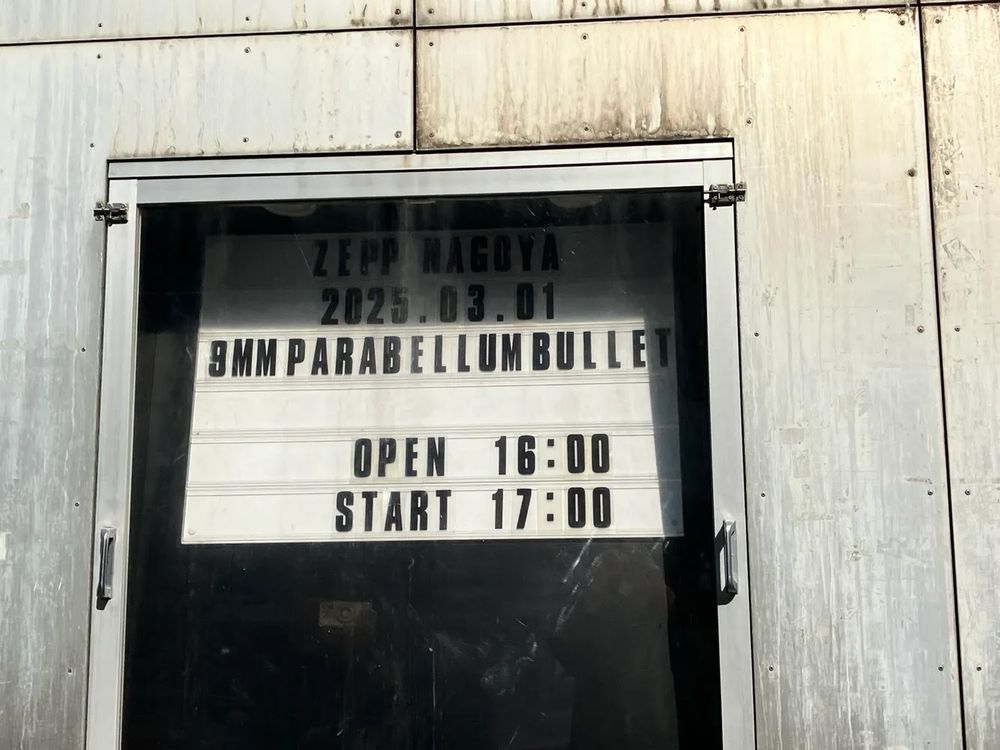 ZEPP NAGOYA
2025.03.01
9MM PARABELLUM BULLET
OPEN 16:00
START 17:00